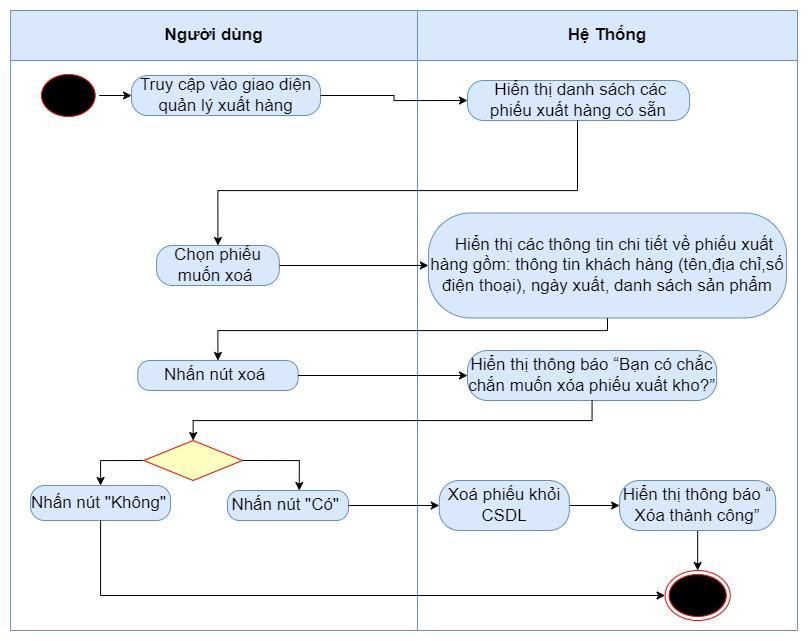 Người dùng
Hệ Thống
Truy cập vào giao diện
quản lý xuất hàng
Hiển thị danh sách các
phiếu xuất hàng có sẵn
Chọn phiếu
muốn xoá
Hiển thị các thông tin chi tiết về phiếu xuất
hàng gồm: thông tin khách hàng (tên,địa chỉ,số
điện thoại), ngày xuất, danh sách sản phẩm
Nhấn nút xoá
Hiển thị thông báo “Bạn có chắc
chắn muốn xóa phiếu xuất kho?”
Nhấn nút "Không"
Nhấn nút "Có"
Xoá phiếu khỏi
CSDL
Hiển thị thông báo “
Xóa thành công”